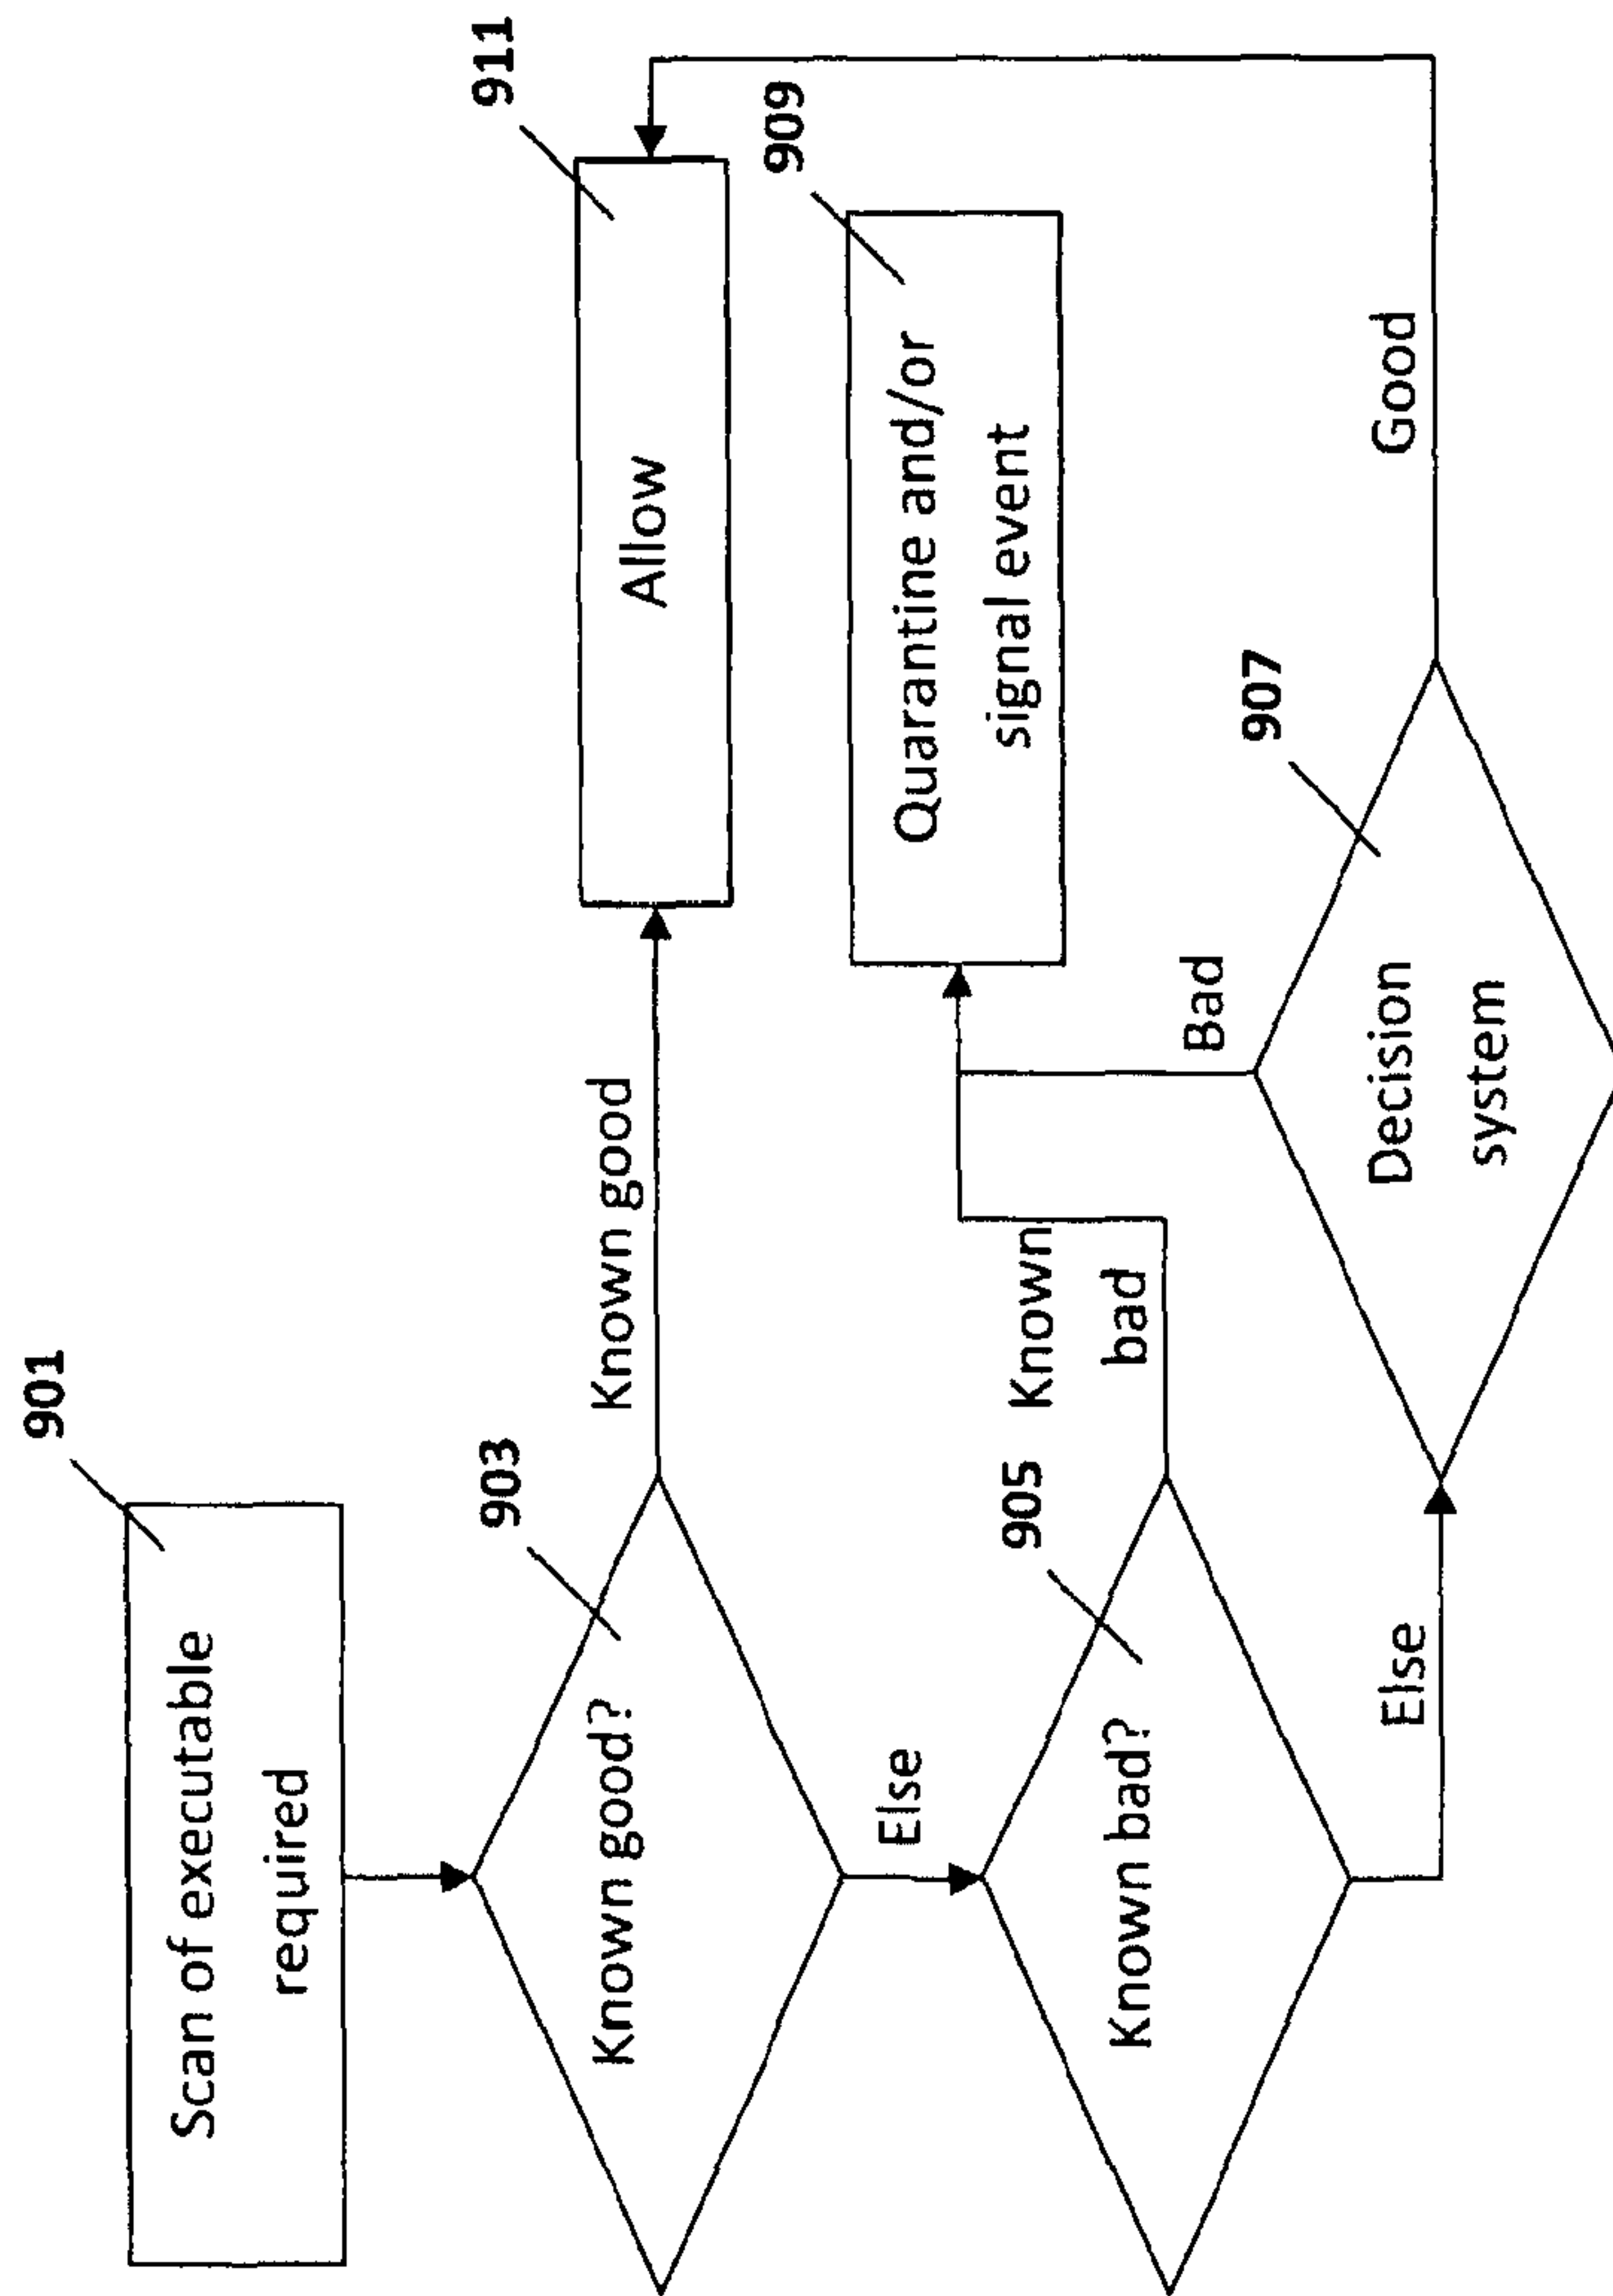 901
Scan of executable
required
903
Known good?
Known good
911
Allow
Else
905
Known bad?
Known
bad
909
Quarantine and/or
signal event
Else
907
Decision
system
Bad
Good